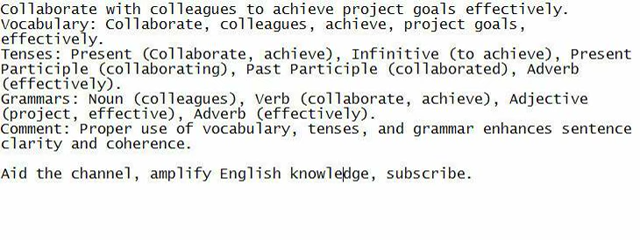 Collaborate with colleagues to achieve project goals effectively.
Vocabulary: Collaborate, colleagues, achieve, project goals,
effectively.
Tenses: Present (Collaborate, achieve), Infinitive (to achieve), Present
Participle (collaborating), Past Participle (collaborated), Adverb
(effectively).
Grammars: Noun (colleagues), Verb (collaborate, achieve), Adjective
(project, effective), Adverb (effectively).
Comment: Proper use of vocabulary, tenses, and grammar enhances sentence
clarity and coherence.
Aid the channel, amplify English knowledge, subscribe.